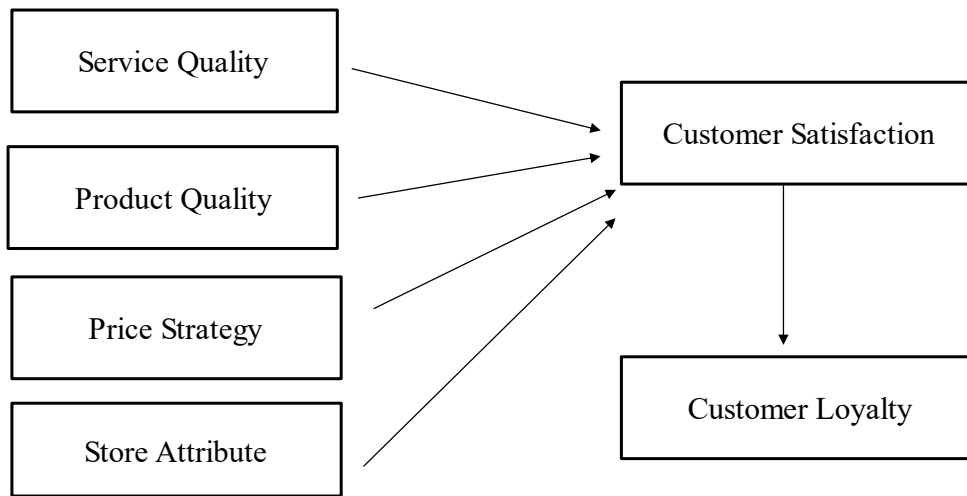 Service Quality
Product Quality
Price Strategy
Store Attribute
Customer Satisfaction
Customer Loyalty